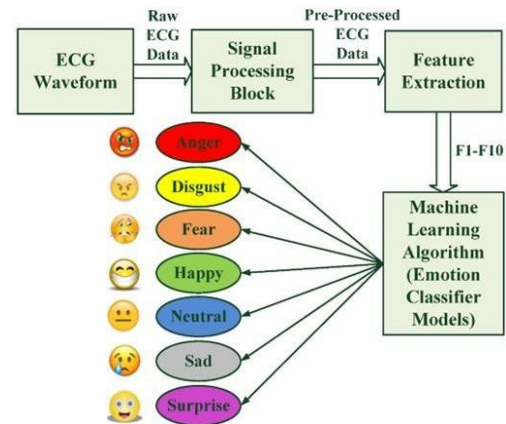 Raw
ECG
Data
Pre-Processed
ECG
Data
ECG
Waveform
Signal
Processing
Block
Feature
Extraction
F1-F10
Anger
Disgust
Fear
Happy
Neutral
Sad
Surprise
Machine
Learning
Algorithm
(Emotion
Classifier
Models)